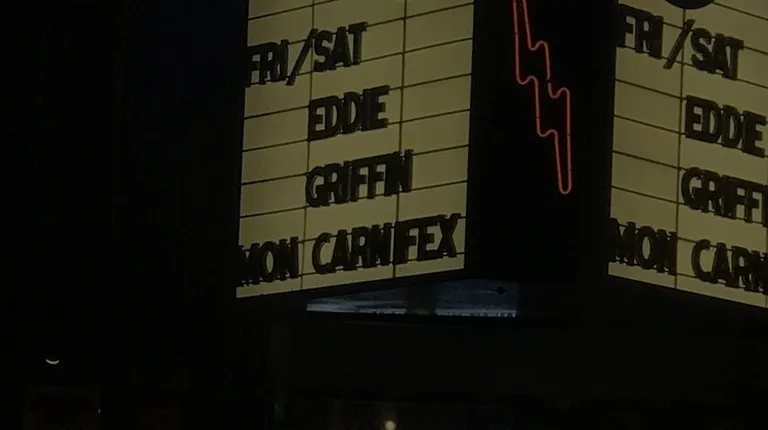 FRI/SAT
EDDIE
GRIFFIN
MON CARNIFEX
FRI/SAT
EDDIE
GRIFF
MON CARN